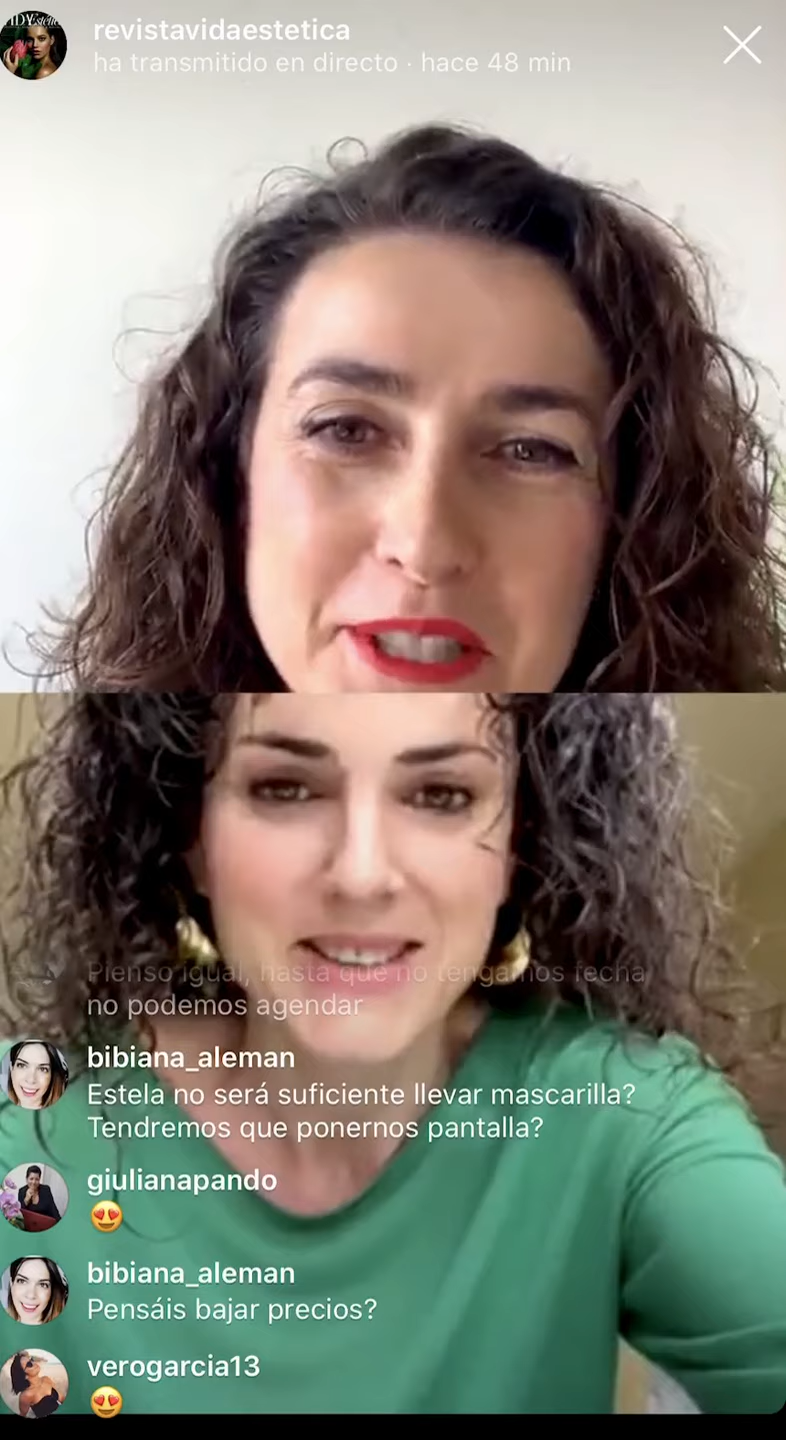 revistavidaestetica
ha transmitido en directo · hace 48 min
Pienso igual, hasta que no tengamos fecha
no podemos agendar
bibiana_aleman
Estela no será suficiente llevar mascarilla?
Tendremos que ponernos pantalla?
giulianapando
😍
bibiana_aleman
Pensáis bajar precios?
verogarcia13
😍